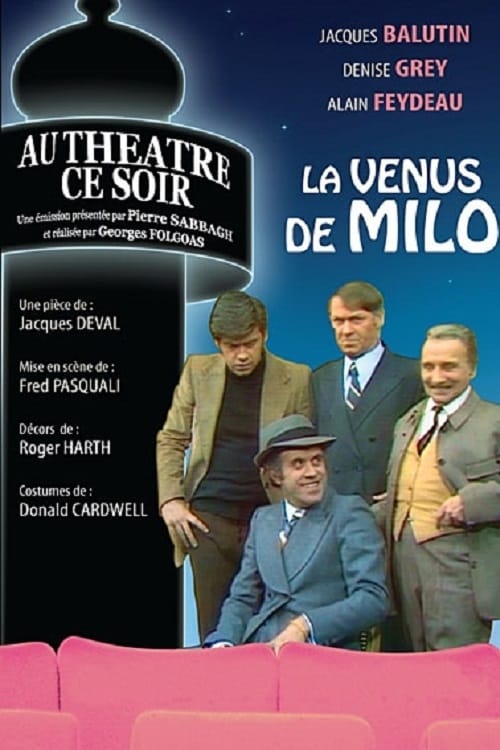 JACQUES BALUTIN
DENISE GREY
ALAIN FEYDEAU
AU THEATRE
CE SOIR
Une émission présentée par Pierre SABBAGH
et réalisée par Georges FOLGOAS
LA VENUS
DE MILO
Une pièce de :
Jacques DEVAL
Mise en scène de :
Fred PASQUALI
Décors de :
Roger HARTH
Costumes de :
Donald CARDWELL